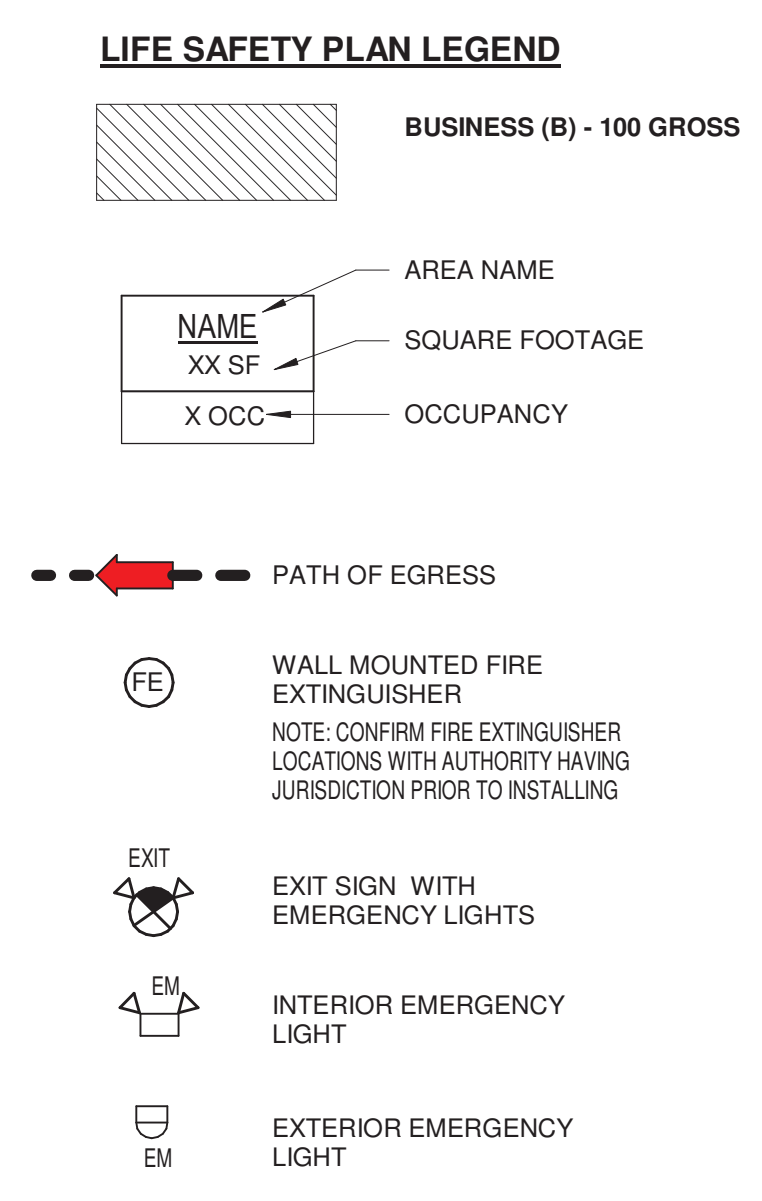 LIFE SAFETY PLAN LEGEND
BUSINESS (B) - 100 GROSS
AREA NAME
NAME
SQUARE FOOTAGE
XX SF
X OCC
OCCUPANCY
PATH OF EGRESS
FE
WALL MOUNTED FIRE
EXTINGUISHER
NOTE: CONFIRM FIRE EXTINGUISHER
LOCATIONS WITH AUTHORITY HAVING
JURISDICTION PRIOR TO INSTALLING
EXIT
EXIT SIGN WITH
EMERGENCY LIGHTS
EM
INTERIOR EMERGENCY
LIGHT
EXTERIOR EMERGENCY
LIGHT
EM